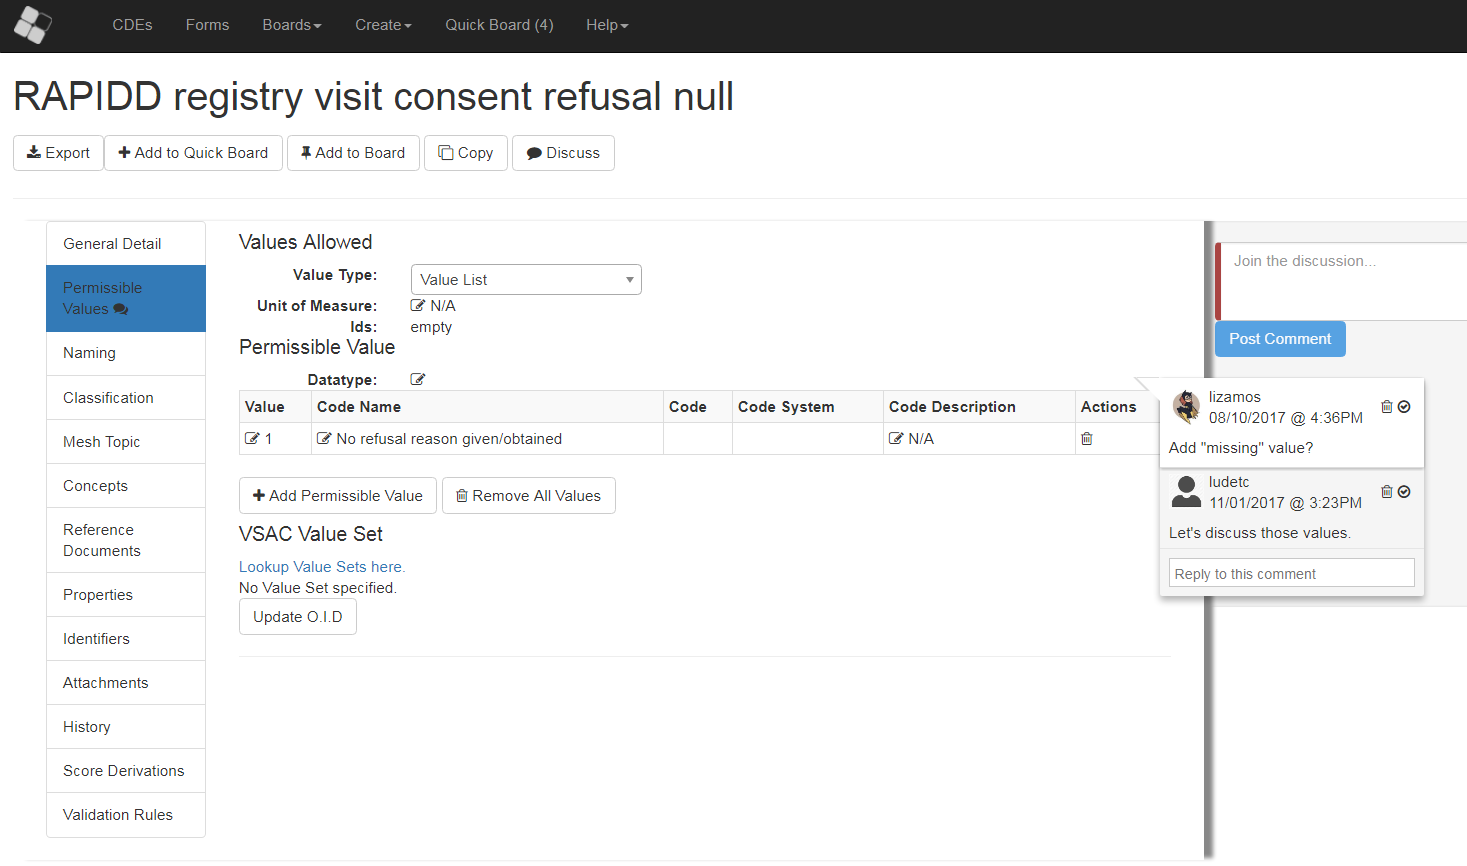 CDEs Forms Boards Create Quick Board (4) Help
RAPIDD registry visit consent refusal null
Export Add to Quick Board Add to Board Copy Discuss
General Detail
Permissible
Values
Naming
Classification
Mesh Topic
Concepts
Reference
Documents
Properties
Identifiers
Attachments
History
Score Derivations
Validation Rules
Values Allowed
Value Type: Value List
Unit of Measure: N/A
Ids: empty
Permissible Value
Datatype:
Value Code Name Code Code System Code Description Actions
1 No refusal reason given/obtained N/A
Add Permissible Value Remove All Values
VSAC Value Set
Lookup Value Sets here.
No Value Set specified.
Update O.I.D
Join the discussion...
Post Comment
lizamos
08/10/2017 @ 4:36PM
Add "missing" value?
ludetc
11/01/2017 @ 3:23PM
Let's discuss those values.
Reply to this comment